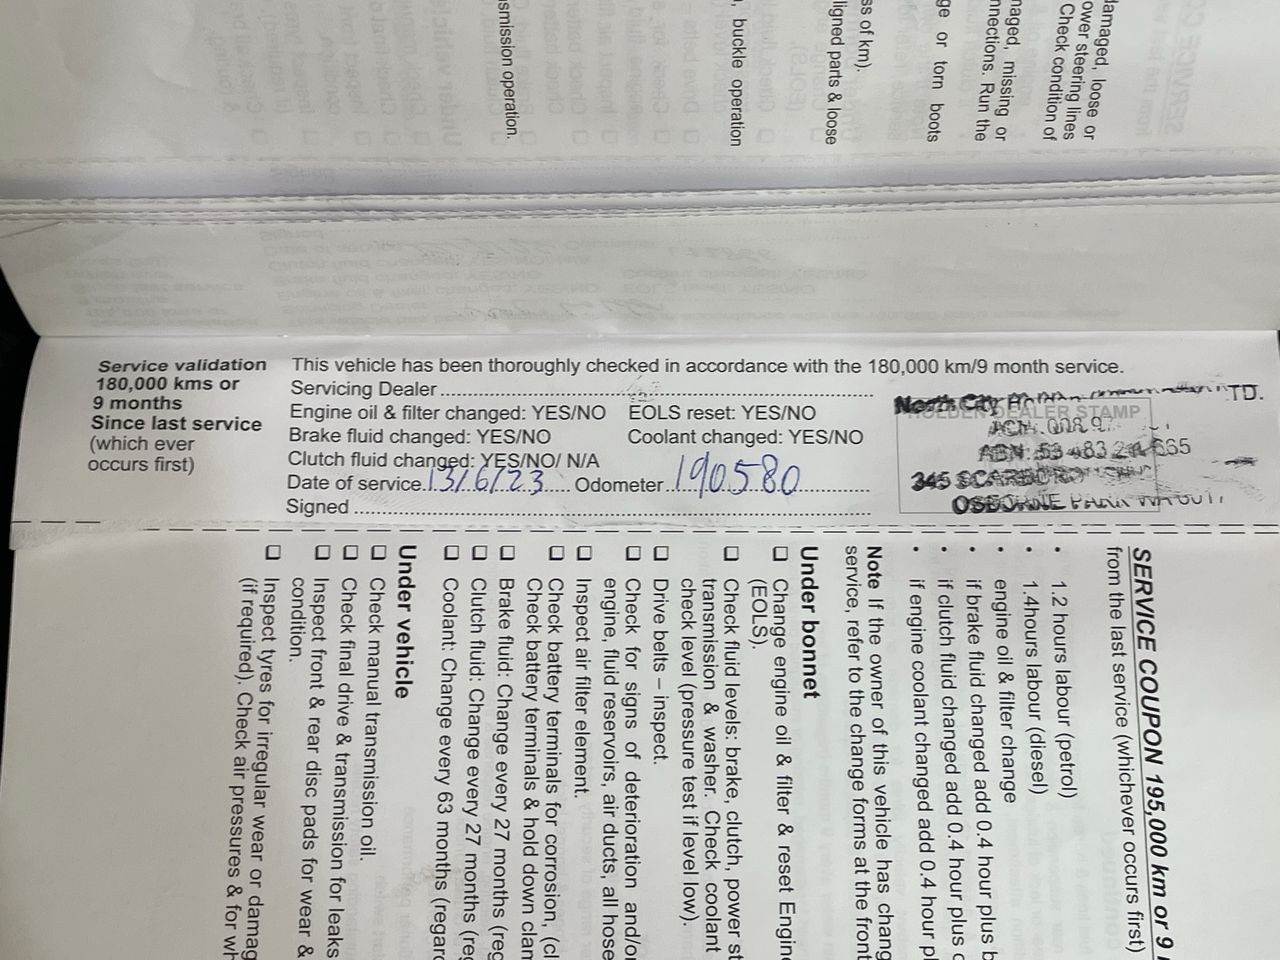 smission operation.
, buckle operation
ss of km).
ligned parts & loose
ge or torn boots
naged, missing or
nnections. Run the
damaged, loose or
ower steering lines
Check condition of
Service validation
180,000 kms or
9 months
Since last service
(which ever
occurs first)
This vehicle has been thoroughly checked in accordance with the 180,000 km/9 month service.
Servicing Dealer
Engine oil & filter changed: YES/NO EOLS reset: YES/NO
Brake fluid changed: YES/NO Coolant changed: YES/NO
Clutch fluid changed: YES/NO/ N/A
Date of service 13/6/23 Odometer 190580
Signed
HOLDEN DEALER STAMP
North City TD.
345 SCARBORO
OSBORNE
SERVICE COUPON 195,000 km or 9
from the last service (whichever occurs first)
• 1.2 hours labour (petrol)
• 1.4hours labour (diesel)
• engine oil & filter change
• if brake fluid changed add 0.4 hour plus b
• if clutch fluid changed add 0.4 hour plus
• if engine coolant changed add 0.4 hour pl
Note If the owner of this vehicle has chang
service, refer to the change forms at the front
Under bonnet
☐ Change engine oil & filter & reset Engine
(EOLS).
☐ Check fluid levels: brake, clutch, power st
transmission & washer. Check coolant
check level (pressure test if level low).
☐ Drive belts – inspect.
☐ Check for signs of deterioration and/or
engine, fluid reservoirs, air ducts, all hose
☐ Inspect air filter element.
☐ Check battery terminals for corrosion, (cl
Check battery terminals & hold down clam
☐ Brake fluid: Change every 27 months (reg
☐ Clutch fluid: Change every 27 months (reg
☐ Coolant: Change every 63 months (regard
Under vehicle
☐ Check manual transmission oil.
☐ Check final drive & transmission for leaks
☐ Inspect front & rear disc pads for wear &
condition.
☐ Inspect tyres for irregular wear or damag
(if required). Check air pressures & for wh